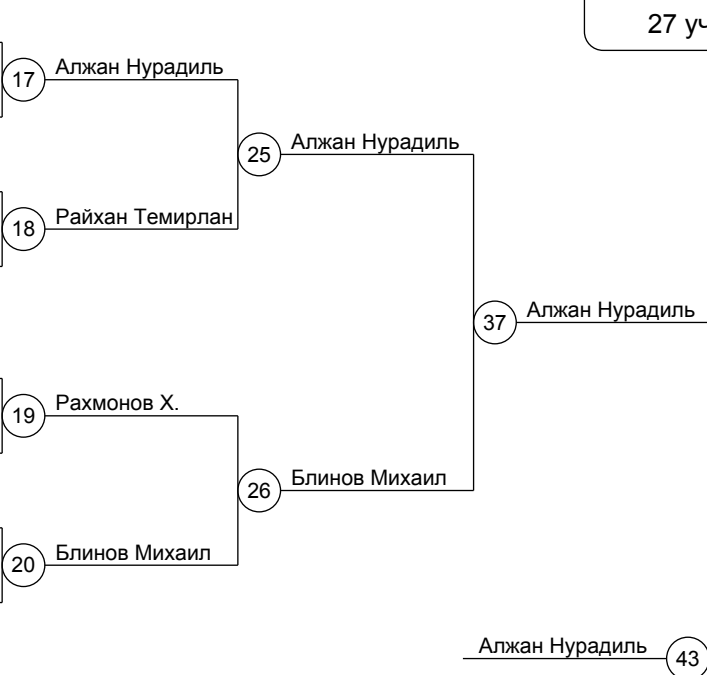 27 уч
17 Алжан Нурадиль
25 Алжан Нурадиль
18 Райхан Темирлан
37 Алжан Нурадиль
19 Рахмонов Х.
26 Блинов Михаил
20 Блинов Михаил
Алжан Нурадиль 43